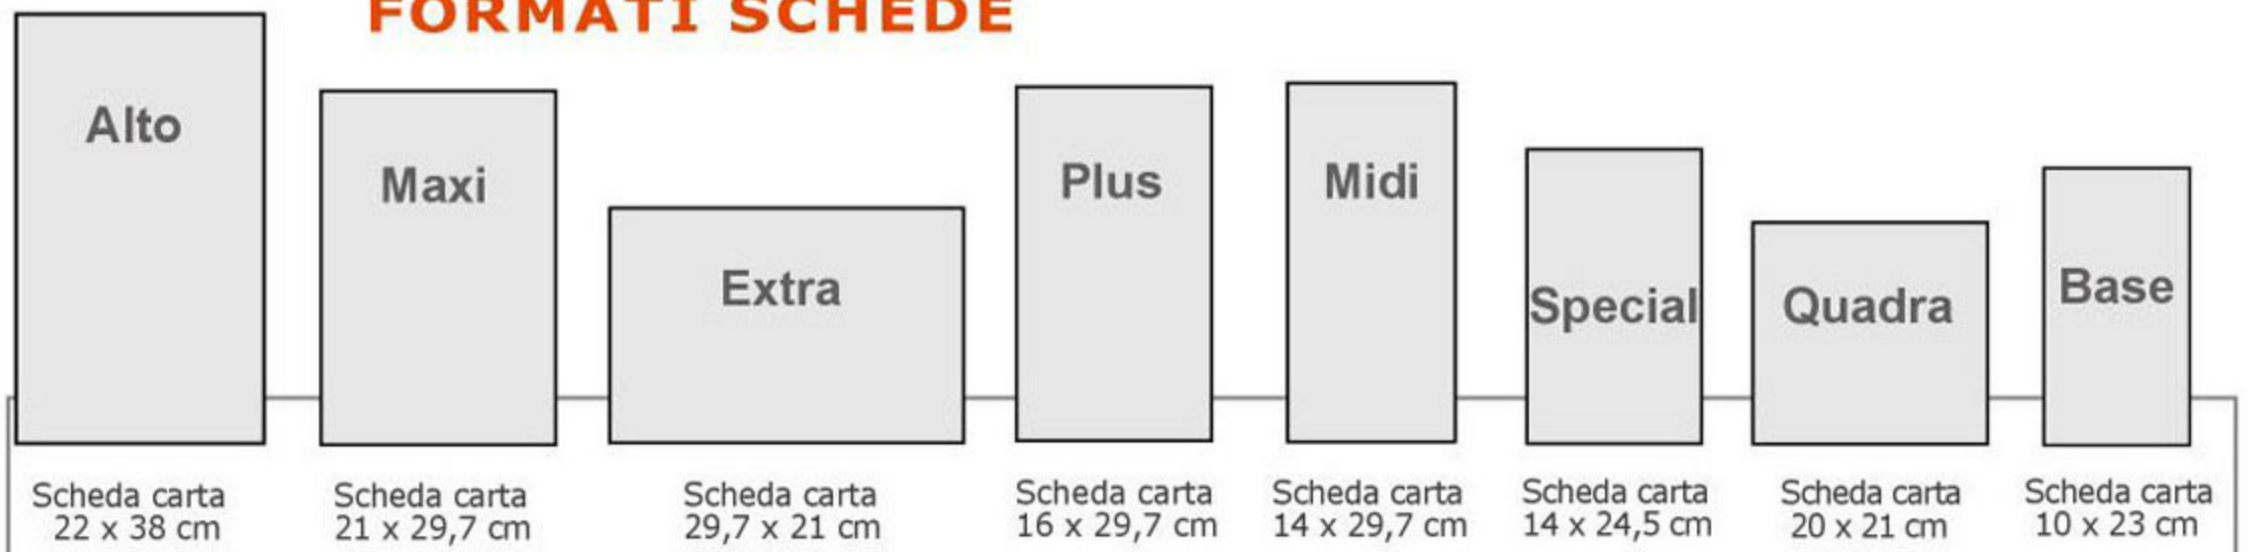 FORMATI SCHEDE
Alto
Maxi
Extra
Plus
Midi
Special
Quadra
Base
Scheda carta
22 x 38 cm
Scheda carta
21 x 29,7 cm
Scheda carta
29,7 x 21 cm
Scheda carta
16 x 29,7 cm
Scheda carta
14 x 29,7 cm
Scheda carta
14 x 24,5 cm
Scheda carta
20 x 21 cm
Scheda carta
10 x 23 cm